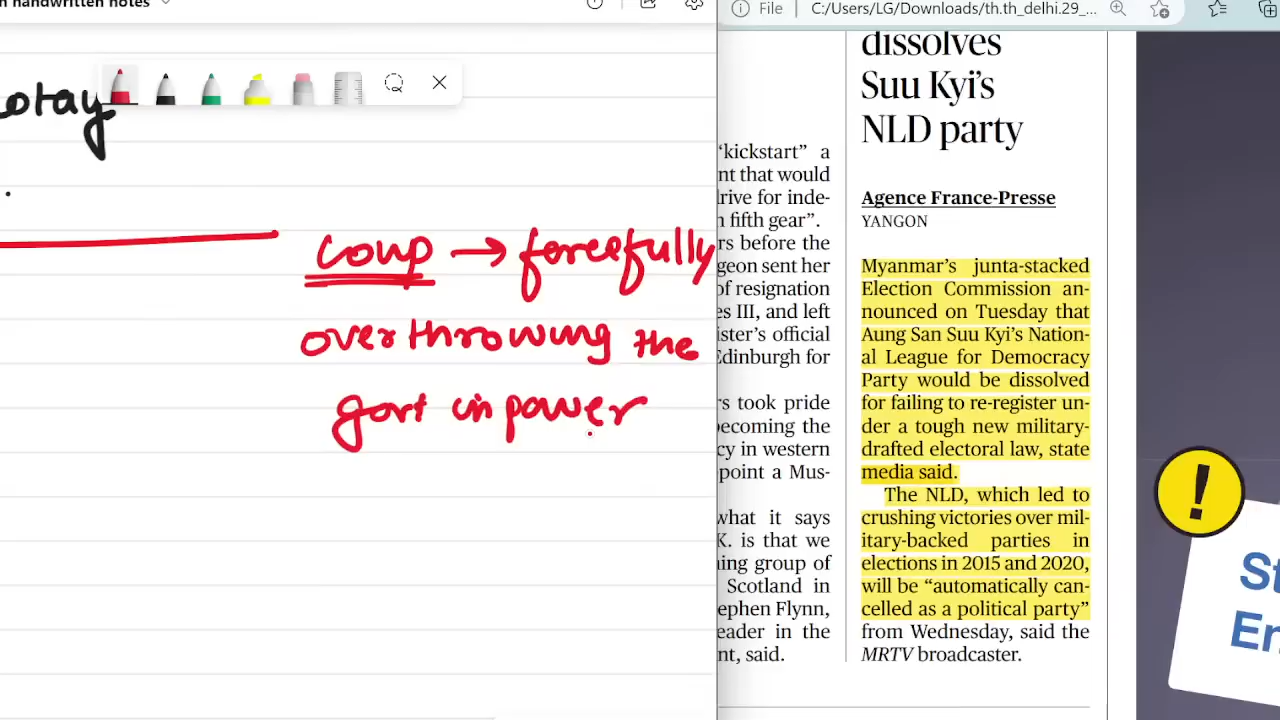 n handwritten notes
otay
.
coup → forcefully
overthrowing the
govt in power
File
C:/Users/LG/Downloads/th.th_delhi.29_...
"kickstart" a
nt that would
rive for inde-
n fifth gear".
rs before the
geon sent her
of resignation
es III, and left
ister's official
Edinburgh for
rs took pride
becoming the
cy in western
point a Mus-
what it says
K. is that we
ning group of
Scotland in
ephen Flynn,
eader in the
nt, said.
dissolves
Suu Kyi's
NLD party
Agence France-Presse
YANGON
Myanmar's junta-stacked
Election Commission an-
nounced on Tuesday that
Aung San Suu Kyi's Nation-
al League for Democracy
Party would be dissolved
for failing to re-register un-
der a tough new military-
drafted electoral law, state
media said.
The NLD, which led to
crushing victories over mil-
itary-backed parties in
elections in 2015 and 2020,
will be "automatically can-
celled as a political party"
from Wednesday, said the
MRTV broadcaster.
!
St
En